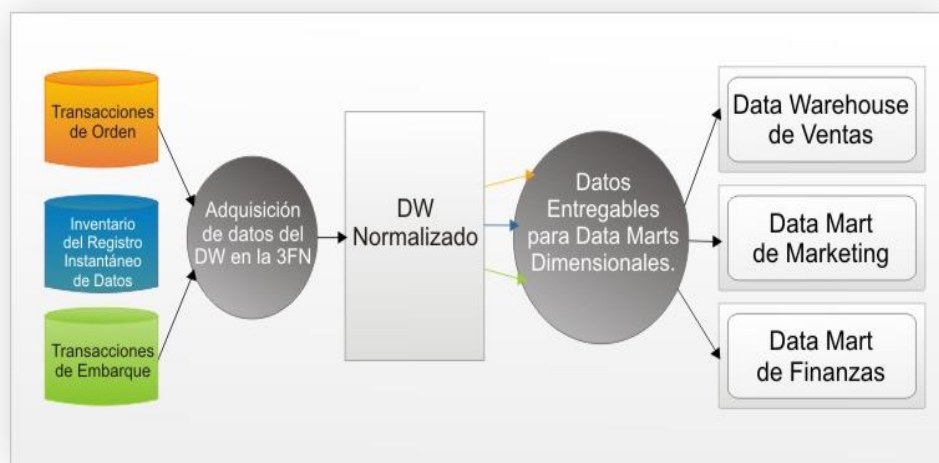 Transacciones
de Orden
Inventario
del Registro
Instantáneo
de Datos
Transacciones
de Embarque
Adquisición
de datos del
DW en la 3FN
DW
Normalizado
Datos
Entregables
para Data Marts
Dimensionales.
Data Warehouse
de Ventas
Data Mart
de Marketing
Data Mart
de Finanzas